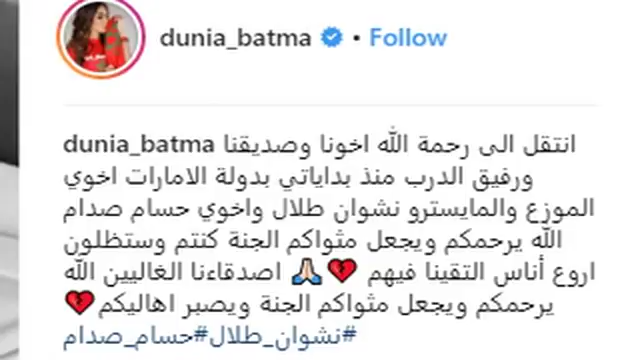 dunia_batma • Follow
dunia_batma انتقل الى رحمة الله اخونا وصديقنا
ورفيق الدرب منذ بداياتي بدولة الامارات اخوي
الموزع والمايسترو نشوان طلال واخوي حسام صدام
الله يرحمكم ويجعل مثواكم الجنة كنتم وستظلون
اروع أناس التقينا فيهم 💔🙏🏻 اصدقاءنا الغاليين الله
يرحمكم ويجعل مثواكم الجنة ويصبر اهاليكم💔
#نشوان_طلال#حسام_صدام